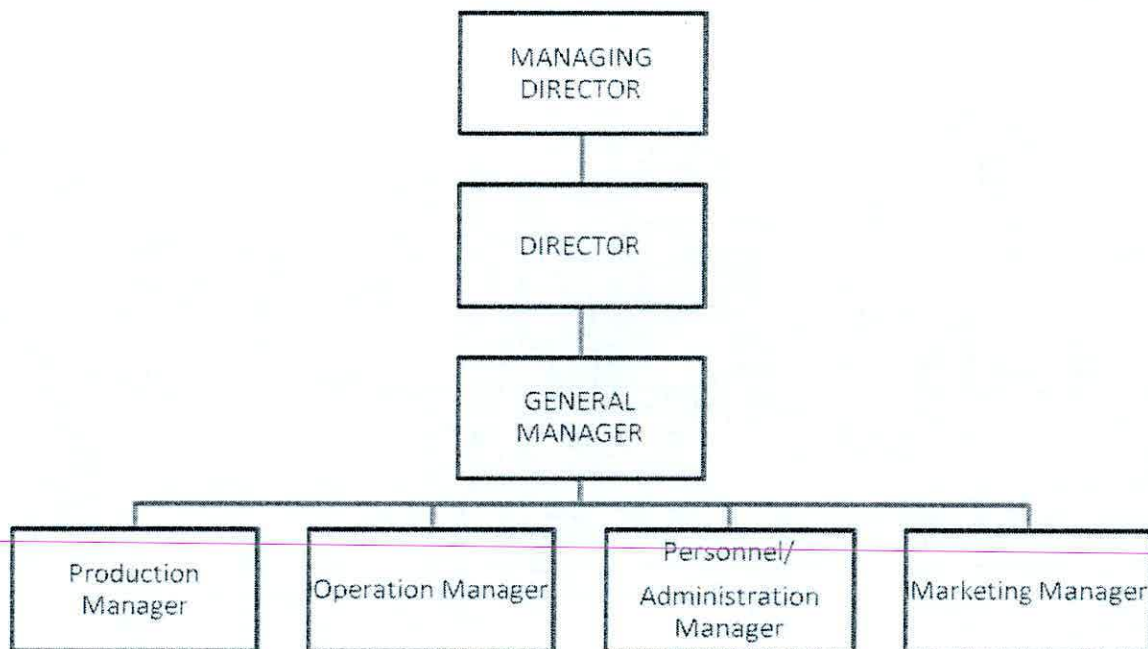 MANAGING
DIRECTOR
DIRECTOR
GENERAL
MANAGER
Production
Manager
Operation Manager
Personnel/
Administration
Manager
Marketing Manager